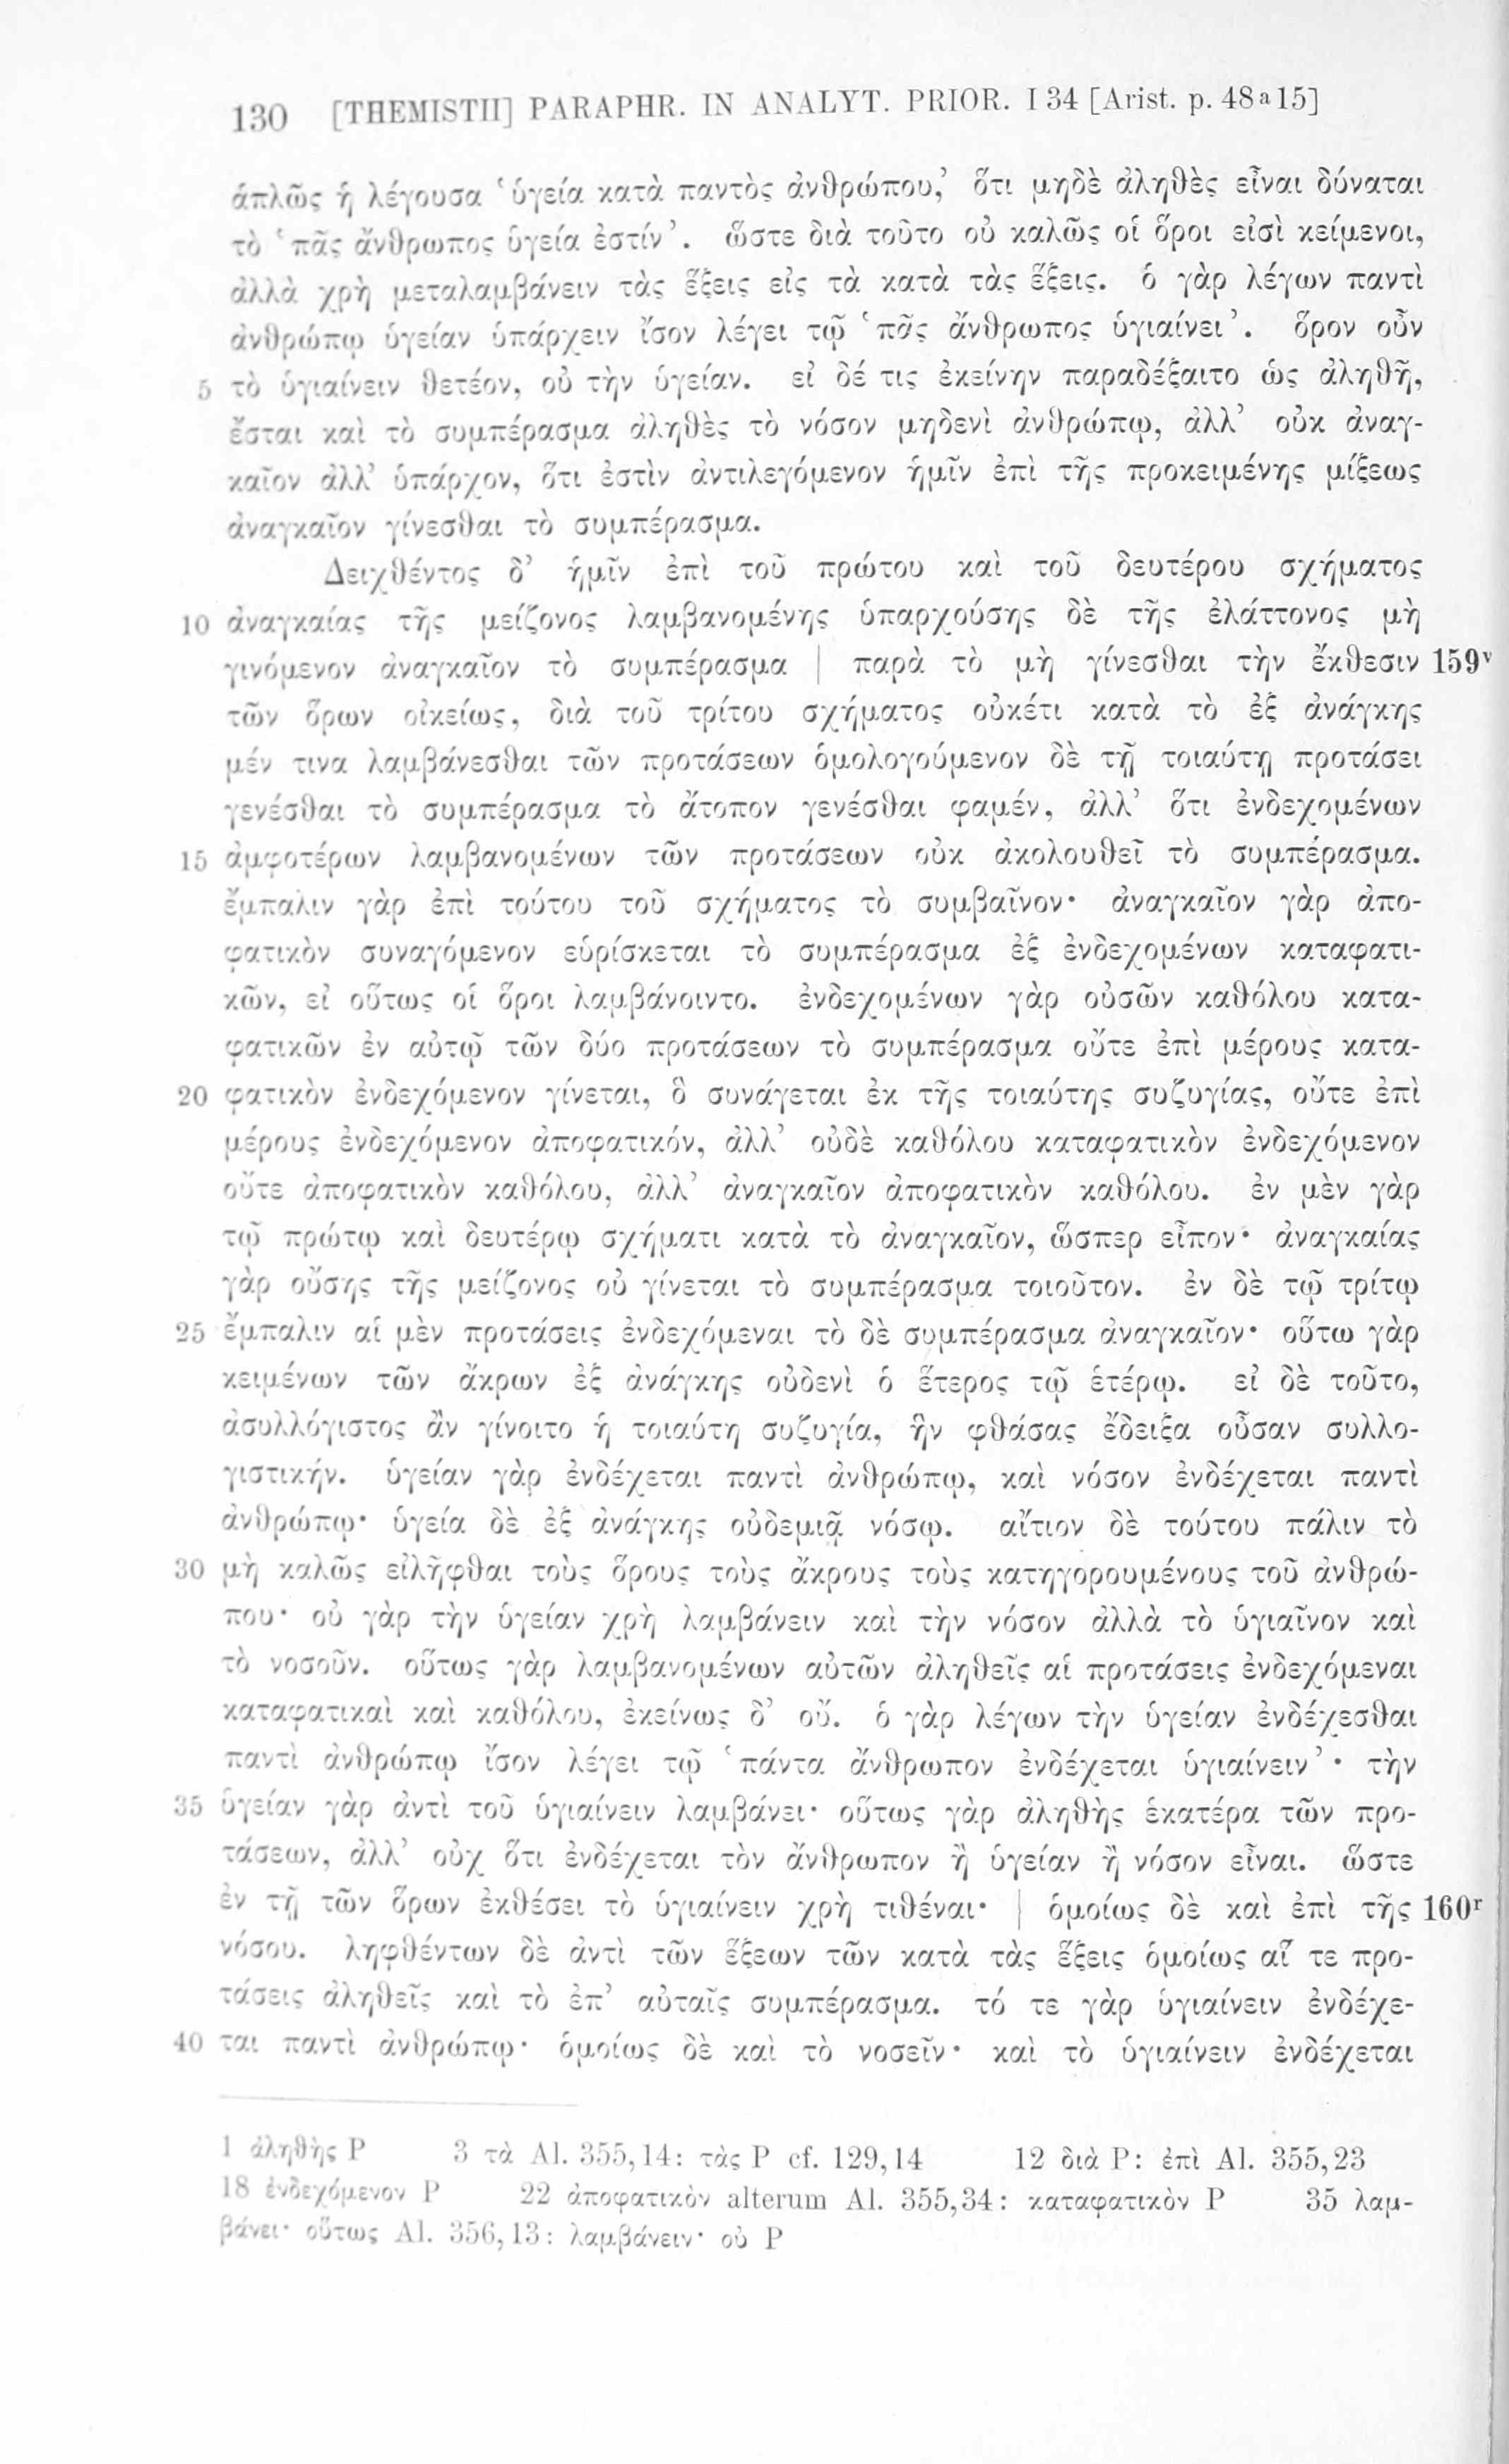 130 [THEMISTII] PARAPHR. IN ANALYT. PRIOR. I 34 [Arist. p. 48a15]
ἁπλῶς ἡ λέγουσα ‘ὑγεία κατὰ παντὸς ἀνθρώπου,’ ὅτι μηδὲ ἀληθὲς εἶναι δύναται
τὸ ‘πᾶς ἄνθρωπος ὑγεία ἐστίν’. ὥστε διὰ τοῦτο οὐ καλῶς οἱ ὅροι εἰσὶ κείμενοι,
ἀλλὰ χρὴ μεταλαμβάνειν τὰς ἕξεις εἰς τὰ κατὰ τὰς ἕξεις. ὁ γὰρ λέγων παντὶ
ἀνθρώπῳ ὑγείαν ὑπάρχειν ἴσον λέγει τῷ ‘πᾶς ἄνθρωπος ὑγιαίνει’. ὅρον οὖν
5 τὸ ὑγιαίνειν θετέον, οὐ τὴν ὑγείαν. εἰ δέ τις ἐκείνην παραδέξαιτο ὡς ἀληθῆ,
ἔσται καὶ τὸ συμπέρασμα ἀληθὲς τὸ νόσον μηδενὶ ἀνθρώπῳ, ἀλλ’ οὐκ ἀναγ-
καῖον ἀλλ’ ὑπάρχον, ὅτι ἐστὶν ἀντιλεγόμενον ἡμῖν ἐπὶ τῆς προκειμένης μίξεως
ἀναγκαῖον γίνεσθαι τὸ συμπέρασμα.
Δειχθέντος δ’ ἡμῖν ἐπὶ τοῦ πρώτου καὶ τοῦ δευτέρου σχήματος
10 ἀναγκαίας τῆς μείζονος λαμβανομένης ὑπαρχούσης δὲ τῆς ἐλάττονος μὴ
γινόμενον ἀναγκαῖον τὸ συμπέρασμα | παρὰ τὸ μὴ γίνεσθαι τὴν ἔκθεσιν 159v
τῶν ὅρων οἰκείως, διὰ τοῦ τρίτου σχήματος οὐκέτι κατὰ τὸ ἐξ ἀνάγκης
μέν τινα λαμβάνεσθαι τῶν προτάσεων ὁμολογούμενον δὲ τῇ τοιαύτῃ προτάσει
γενέσθαι τὸ συμπέρασμα τὸ ἄτοπον γενέσθαι φαμέν, ἀλλ’ ὅτι ἐνδεχομένων
15 ἀμφοτέρων λαμβανομένων τῶν προτάσεων οὐκ ἀκολουθεῖ τὸ συμπέρασμα.
ἔμπαλιν γὰρ ἐπὶ τούτου τοῦ σχήματος τὸ συμβαῖνον· ἀναγκαῖον γὰρ ἀπο-
φατικὸν συναγόμενον εὑρίσκεται τὸ συμπέρασμα ἐξ ἐνδεχομένων καταφατι-
κῶν, εἰ οὕτως οἱ ὅροι λαμβάνοιντο. ἐνδεχομένων γὰρ οὐσῶν καθόλου κατα-
φατικῶν ἐν αὐτῷ τῶν δύο προτάσεων τὸ συμπέρασμα οὔτε ἐπὶ μέρους κατα-
20 φατικὸν ἐνδεχόμενον γίνεται, ὃ συνάγεται ἐκ τῆς τοιαύτης συζυγίας, οὔτε ἐπὶ
μέρους ἐνδεχόμενον ἀποφατικόν, ἀλλ’ οὐδὲ καθόλου καταφατικὸν ἐνδεχόμενον
οὔτε ἀποφατικὸν καθόλου, ἀλλ’ ἀναγκαῖον ἀποφατικὸν καθόλου. ἐν μὲν γὰρ
τῷ πρώτῳ καὶ δευτέρῳ σχήματι κατὰ τὸ ἀναγκαῖον, ὥσπερ εἶπον· ἀναγκαίας
γὰρ οὔσης τῆς μείζονος οὐ γίνεται τὸ συμπέρασμα τοιοῦτον. ἐν δὲ τῷ τρίτῳ
25 ἔμπαλιν αἱ μὲν προτάσεις ἐνδεχόμεναι τὸ δὲ συμπέρασμα ἀναγκαῖον· οὕτω γὰρ
κειμένων τῶν ἄκρων ἐξ ἀνάγκης οὐδενὶ ὁ ἕτερος τῷ ἑτέρῳ. εἰ δὲ τοῦτο,
ἀσυλλόγιστος ἂν γίνοιτο ἡ τοιαύτη συζυγία, ἣν φθάσας ἔδειξα οὖσαν συλλο-
γιστικήν. ὑγείαν γὰρ ἐνδέχεται παντὶ ἀνθρώπῳ, καὶ νόσον ἐνδέχεται παντὶ
ἀνθρώπῳ· ὑγεία δὲ ἐξ ἀνάγκης οὐδεμιᾷ νόσῳ. αἴτιον δὲ τούτου πάλιν τὸ
30 μὴ καλῶς εἰλῆφθαι τοὺς ὅρους τοὺς ἄκρους τοὺς κατηγορουμένους τοῦ ἀνθρώ-
που· οὐ γὰρ τὴν ὑγείαν χρὴ λαμβάνειν καὶ τὴν νόσον ἀλλὰ τὸ ὑγιαῖνον καὶ
τὸ νοσοῦν. οὕτως γὰρ λαμβανομένων αὐτῶν ἀληθεῖς αἱ προτάσεις ἐνδεχόμεναι
καταφατικαὶ καὶ καθόλου, ἐκείνως δ’ οὔ. ὁ γὰρ λέγων τὴν ὑγείαν ἐνδέχεσθαι
παντὶ ἀνθρώπῳ ἴσον λέγει τῷ ‘πάντα ἄνθρωπον ἐνδέχεται ὑγιαίνειν’· τὴν
35 ὑγείαν γὰρ ἀντὶ τοῦ ὑγιαίνειν λαμβάνει· οὕτως γὰρ ἀληθὴς ἑκατέρα τῶν προ-
τάσεων, ἀλλ’ οὐχ ὅτι ἐνδέχεται τὸν ἄνθρωπον ἢ ὑγείαν ἢ νόσον εἶναι. ὥστε
ἐν τῇ τῶν ὅρων ἐκθέσει τὸ ὑγιαίνειν χρὴ τιθέναι· | ὁμοίως δὲ καὶ ἐπὶ τῆς 160r
νόσου. ληφθέντων δὲ ἀντὶ τῶν ἕξεων τῶν κατὰ τὰς ἕξεις ὁμοίως αἵ τε προ-
τάσεις ἀληθεῖς καὶ τὸ ἐπ’ αὐταῖς συμπέρασμα. τό τε γὰρ ὑγιαίνειν ἐνδέχε-
40 ται παντὶ ἀνθρώπῳ· ὁμοίως δὲ καὶ τὸ νοσεῖν· καὶ τὸ ὑγιαίνειν ἐνδέχεται
1 ἀληθὴς P 3 τὰ Al. 355,14: τὰς P cf. 129,14 12 διὰ P: ἐπὶ Al. 355,23
18 ἐνδεχόμενον P 22 ἀποφατικὸν alterum Al. 355,34: καταφατικὸν P 35 λαμ-
βάνει· οὕτως Al. 356,13: λαμβάνειν· οὐ P